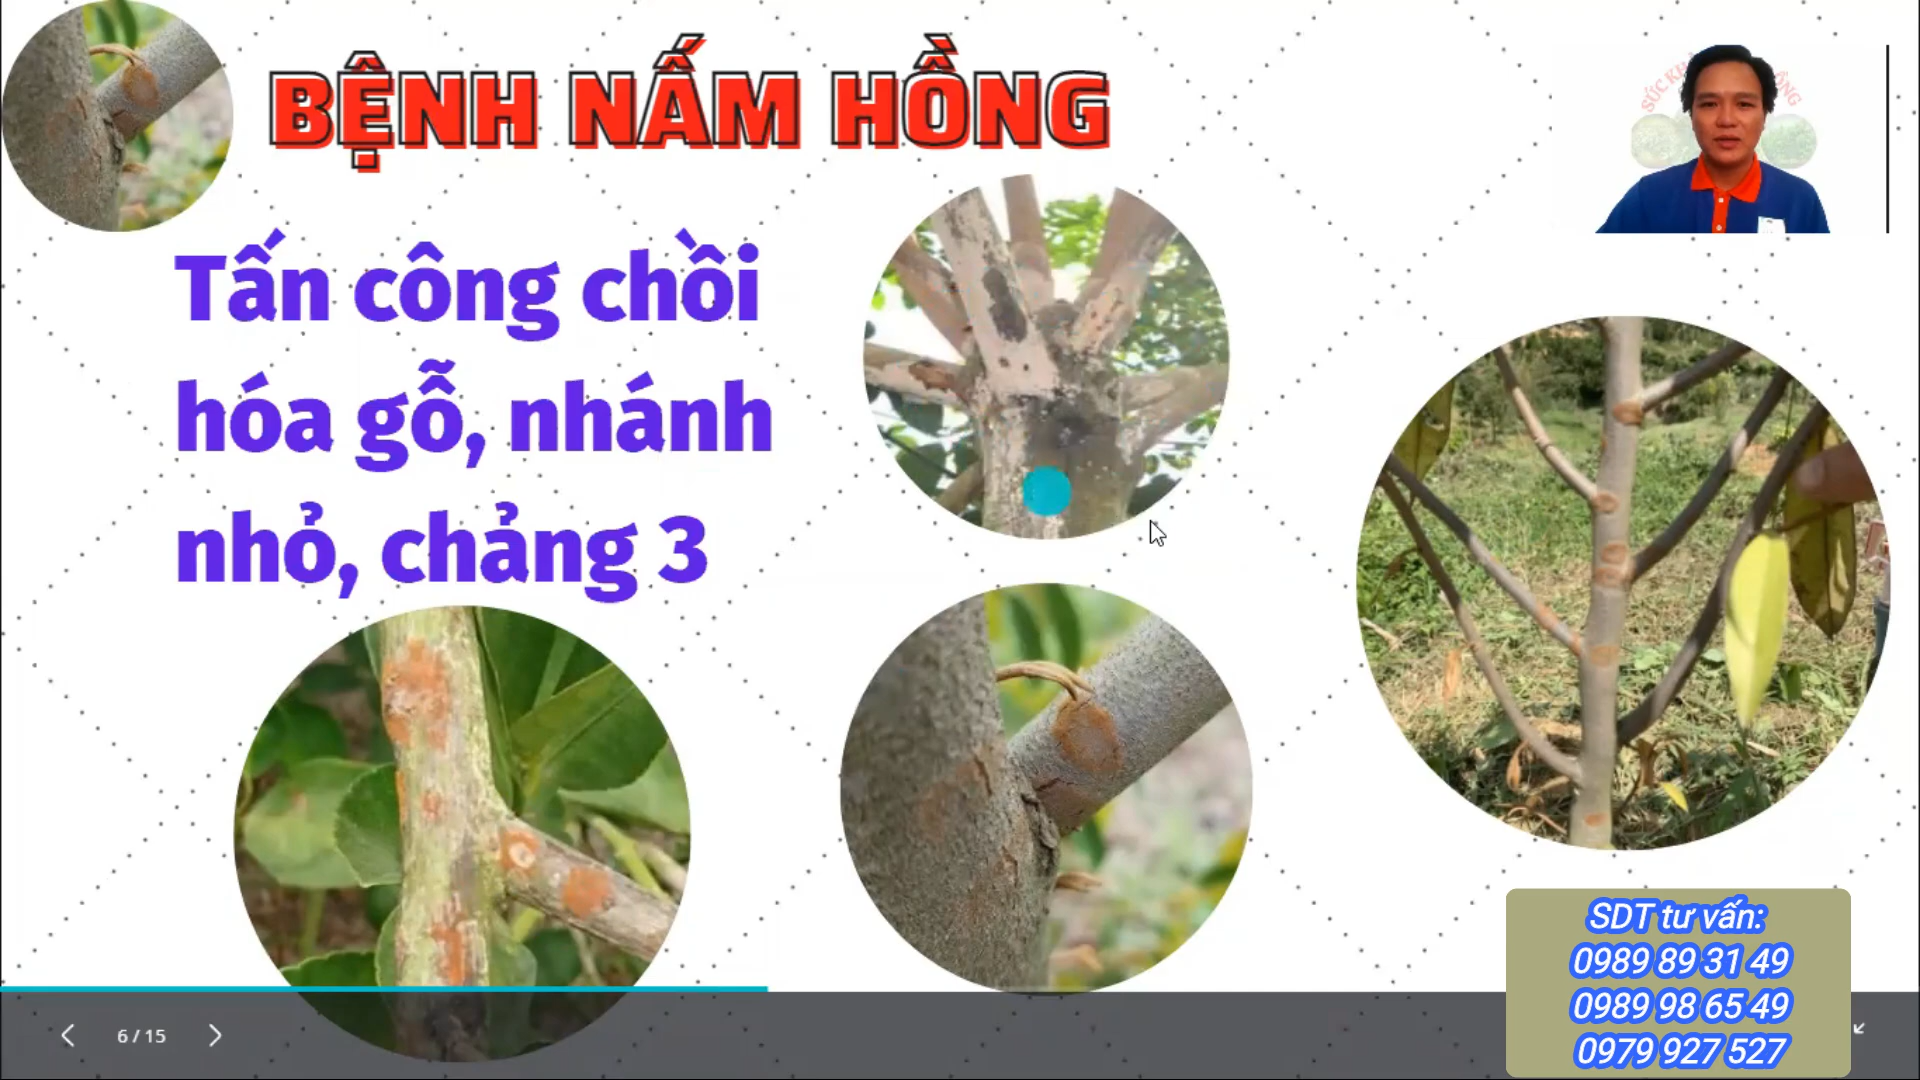 BỆNH NẤM HỒNG
Tấn công chồi
hóa gỗ, nhánh
nhỏ, chảng 3
6 / 15
SDT tư vấn:
0989 89 31 49
0989 98 65 49
0979 927 527